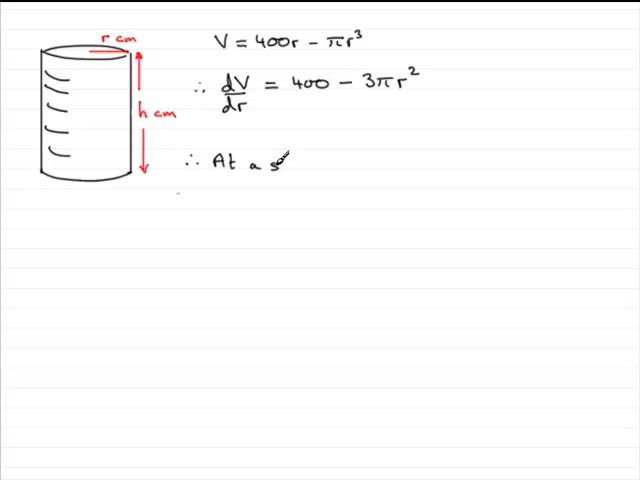 r cm
h cm
V = 400r − πr³
∴ dV/dr = 400 − 3πr²
∴ At a s